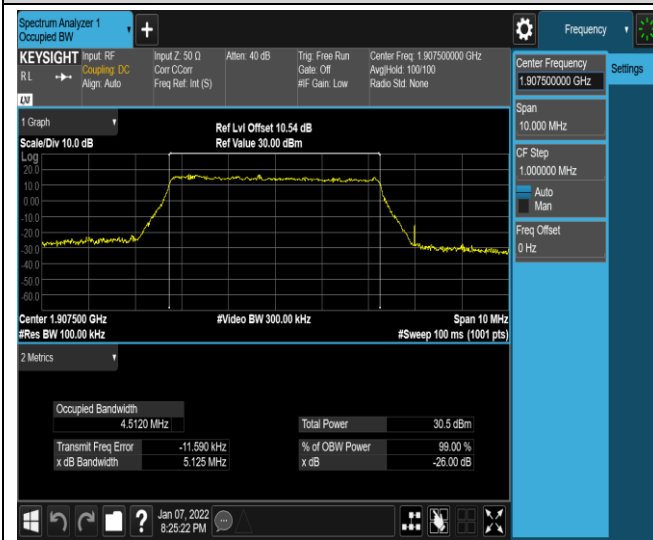 Spectrum Analyzer 1
Occupied BW
+
Frequency
KEYSIGHT
Input: RF
Input Z: 50 Ω
Atten: 40 dB
Trig: Free Run
Center Freq: 1.907500000 GHz
RL
Coupling: DC
Corr CCorr
Gate: Off
Avg|Hold: 100/100
Align: Auto
Freq Ref: Int (S)
#IF Gain: Low
Radio Std: None
LXI
Center Frequency
1.907500000 GHz
Settings
Span
10.000 MHz
CF Step
1.000000 MHz
Auto
Man
Freq Offset
0 Hz
1 Graph
Ref Lvl Offset 10.54 dB
Scale/Div 10.0 dB
Ref Value 30.00 dBm
Log
20.0
10.0
0.00
-10.0
-20.0
-30.0
-40.0
-50.0
-60.0
Center 1.907500 GHz
#Video BW 300.00 kHz
Span 10 MHz
#Res BW 100.00 kHz
#Sweep 100 ms (1001 pts)
2 Metrics
Occupied Bandwidth
4.5120 MHz
Total Power
30.5 dBm
Transmit Freq Error
-11.590 kHz
% of OBW Power
99.00 %
x dB Bandwidth
5.125 MHz
x dB
-26.00 dB
?
Jan 07, 2022
8:25:22 PM